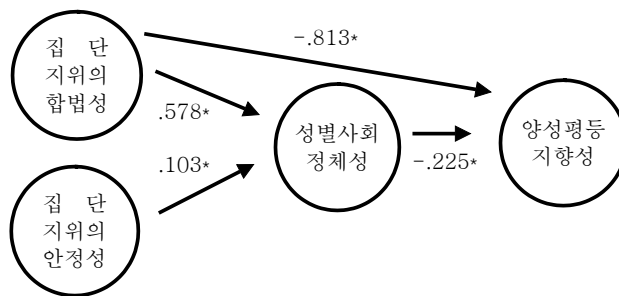 집 단
지위의
합법성
-.813*
.578*
성별사회
정체성
양성평등
지향성
.103*
-.225*
집 단
지위의
안정성